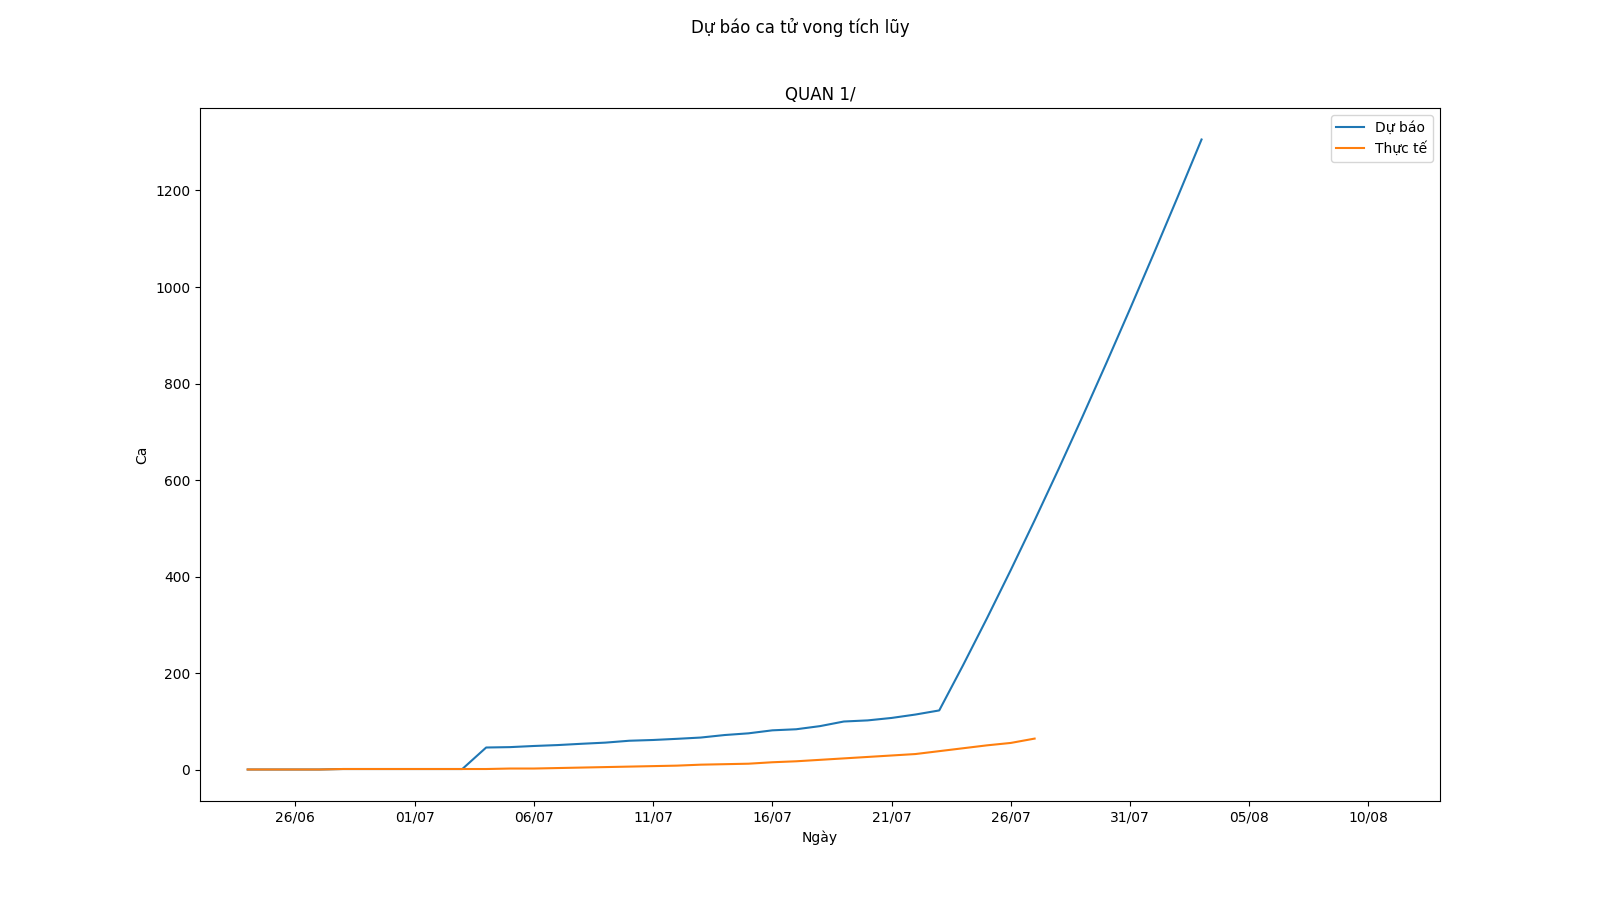 Dự báo ca tử vong tích lũy
QUAN 1/
Dự báo
Thực tế
1200
1000
800
600
400
200
0
Ca
26/06 01/07 06/07 11/07 16/07 21/07 26/07 31/07 05/08 10/08
Ngày